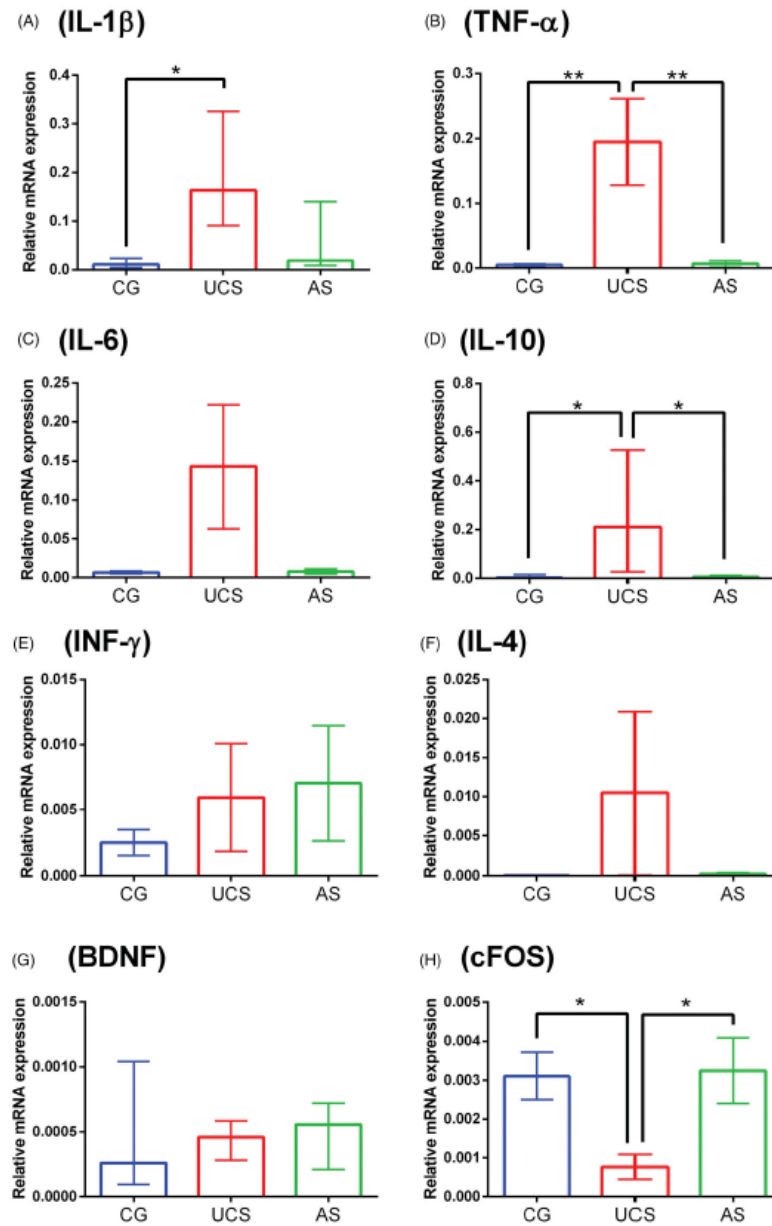 (A) (IL-1β)
Relative mRNA expression
0.4
0.3
0.2
0.1
0.0
*
CG UCS AS
(B) (TNF-α)
Relative mRNA expression
0.3
0.2
0.1
0.0
** **
CG UCS AS
(C) (IL-6)
Relative mRNA expression
0.25
0.20
0.15
0.10
0.05
0.00
CG UCS AS
(D) (IL-10)
Relative mRNA expression
0.8
0.6
0.4
0.2
0.0
* *
CG UCS AS
(E) (INF-γ)
Relative mRNA expression
0.015
0.010
0.005
0.000
CG UCS AS
(F) (IL-4)
Relative mRNA expression
0.025
0.020
0.015
0.010
0.005
0.000
CG UCS AS
(G) (BDNF)
Relative mRNA expression
0.0015
0.0010
0.0005
0.0000
CG UCS AS
(H) (cFOS)
Relative mRNA expression
0.005
0.004
0.003
0.002
0.001
0.000
* *
CG UCS AS